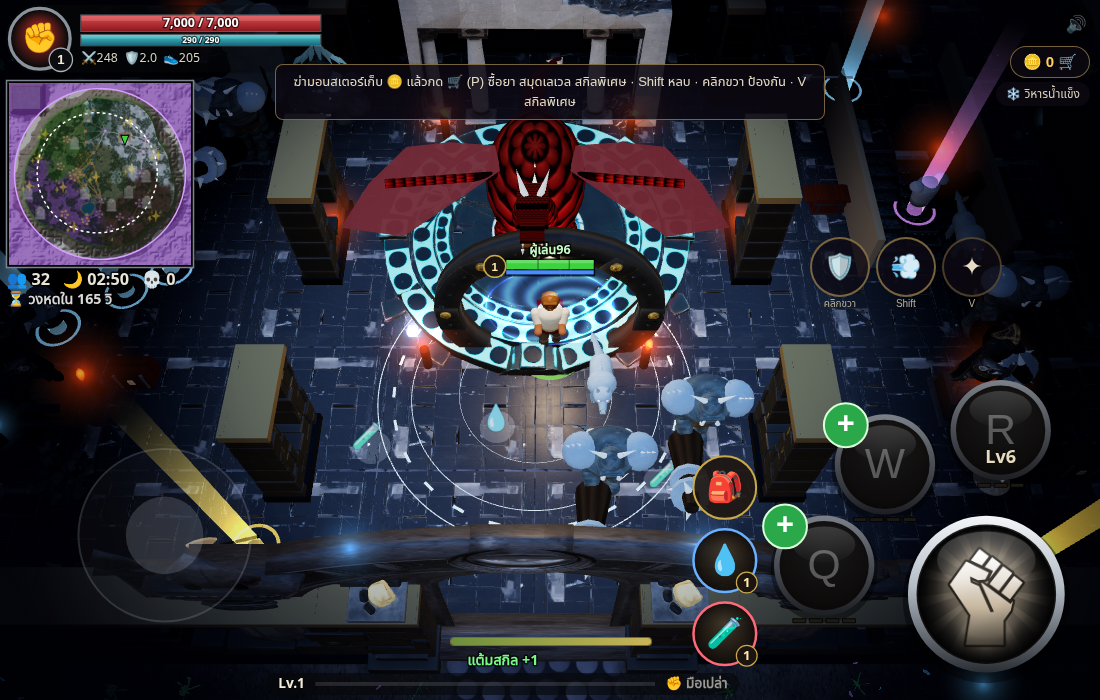 7,000 / 7,000
290 / 290
1
248 2.0 205
0
วิหารน้ำแข็ง
ฆ่ามอนสเตอร์เก็บ 🪙 แล้วกด 🛒 (P) ซื้อยา สมุดเลเวล สกิลพิเศษ · Shift หลบ · คลิกขวา ป้องกัน · V
สกิลพิเศษ
32 02:50 0
วงหดใน 165 วิ
ผู้เล่น96
1
คลิกขวา
Shift
V
+
W
R
Lv6
+
Q
1
1
แต้มสกิล +1
Lv.1
มือเปล่า